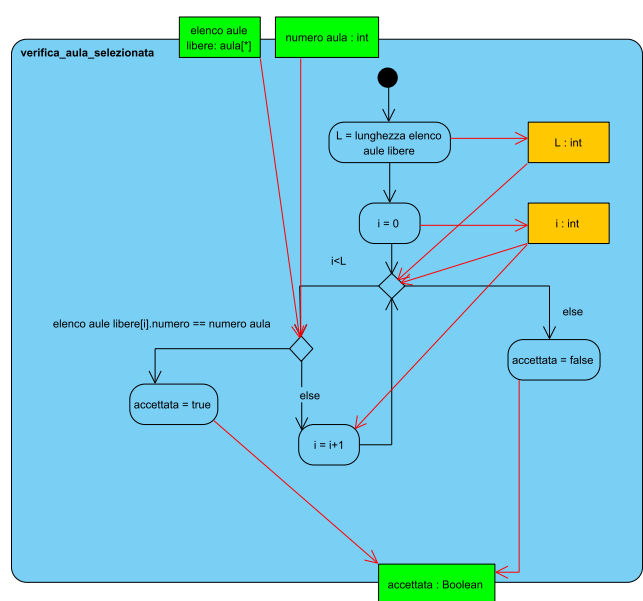 elenco aule
libere: aula[*]
numero aula : int
verifica_aula_selezionata
L = lunghezza elenco
aule libere
L : int
i = 0
i : int
i<L
else
elenco aule libere[i].numero == numero aula
accettata = false
else
accettata = true
i = i+1
accettata : Boolean